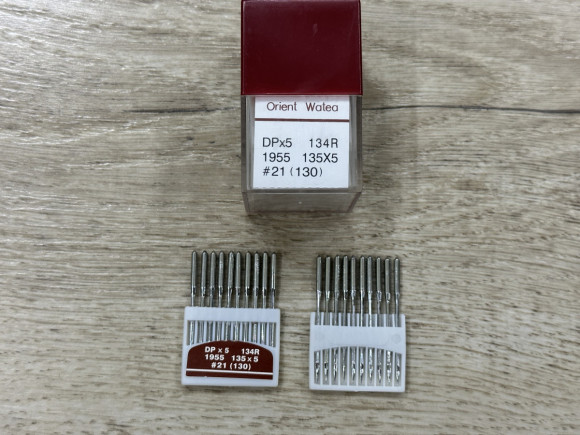 Orient Watea
DPx5 134R
1955 135X5
#21 (130)
DP x 5 134R
1955 135 x 5
#21 (130)